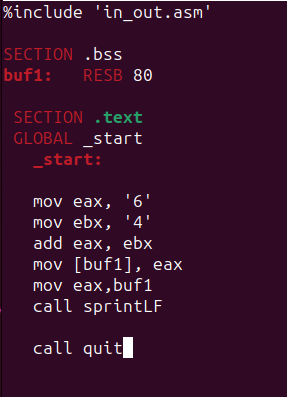 %include 'in_out.asm'
SECTION .bss
buf1: RESB 80
SECTION .text
GLOBAL _start
_start:
mov eax, '6'
mov ebx, '4'
add eax, ebx
mov [buf1], eax
mov eax,buf1
call sprintLF
call quit